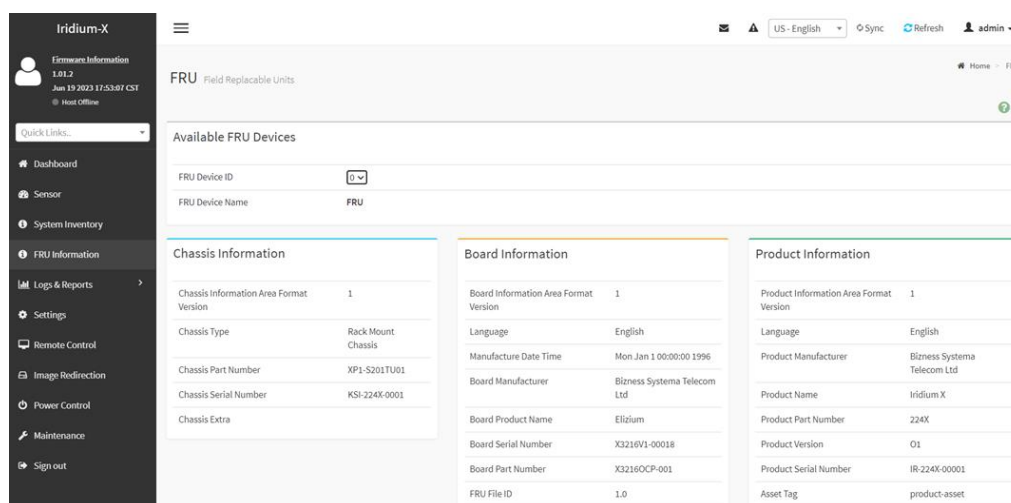 Iridium-X
US - English
Sync
Refresh
admin
Firmware Information
1.01.2
Jun 19 2023 17:53:07 CST
Host Offline
FRU Field Replacable Units
Home
Quick Links..
Dashboard
Sensor
System Inventory
FRU Information
Logs & Reports
Settings
Remote Control
Image Redirection
Power Control
Maintenance
Sign out
Available FRU Devices
FRU Device ID 0
FRU Device Name FRU
Chassis Information
Chassis Information Area Format 1
Version
Chassis Type Rack Mount
Chassis
Chassis Part Number XP1-S201TU01
Chassis Serial Number KSI-224X-0001
Chassis Extra
Board Information
Board Information Area Format 1
Version
Language English
Manufacture Date Time Mon Jan 1 00:00:00 1996
Board Manufacturer Bizness Systema Telecom
Ltd
Board Product Name Elizium
Board Serial Number X3216V1-00018
Board Part Number X3216OCP-001
FRU File ID 1.0
Product Information
Product Information Area Format 1
Version
Language English
Product Manufacturer Bizness Systema
Telecom Ltd
Product Name Iridium X
Product Part Number 224X
Product Version O1
Product Serial Number IR-224X-00001
Asset Tag product-asset